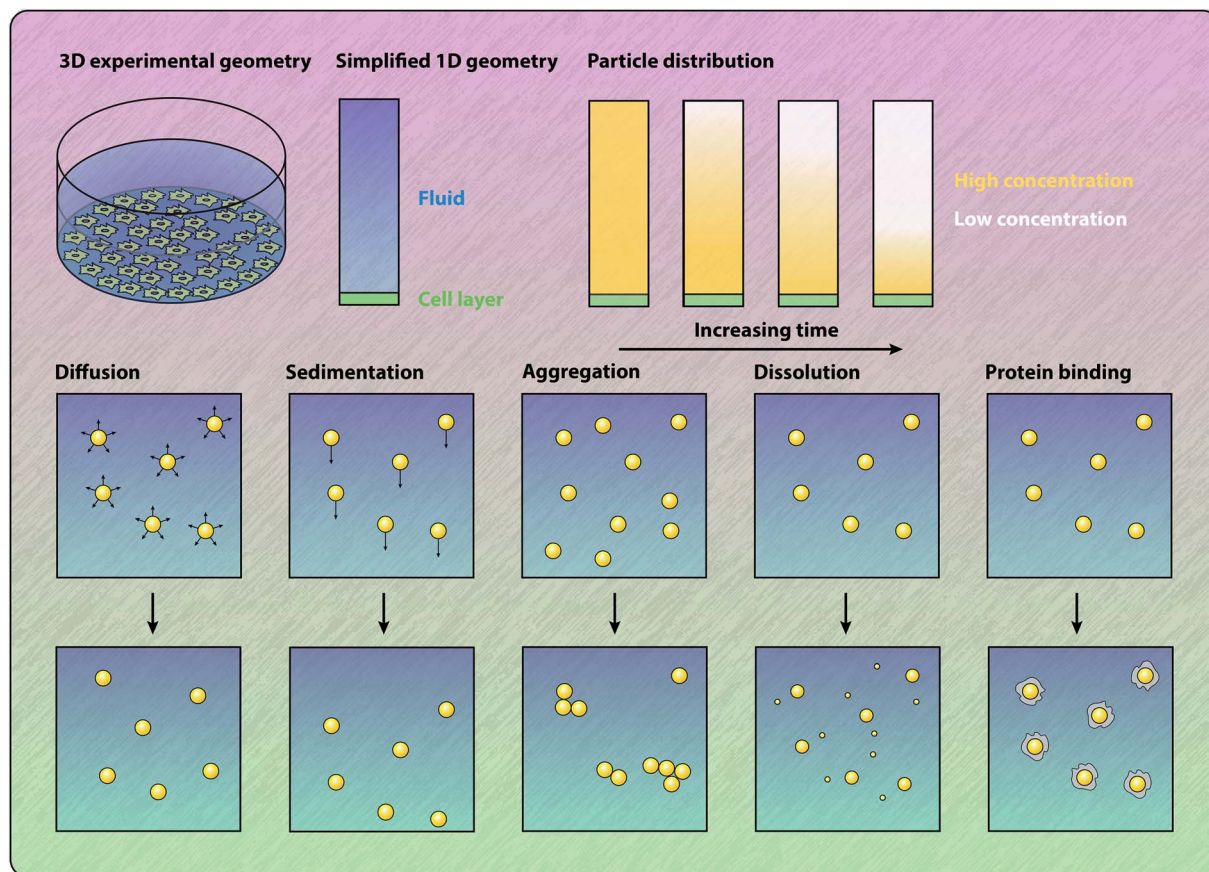 3D experimental geometry
Simplified 1D geometry
Particle distribution
Fluid
Cell layer
High concentration
Low concentration
Increasing time
Diffusion
Sedimentation
Aggregation
Dissolution
Protein binding